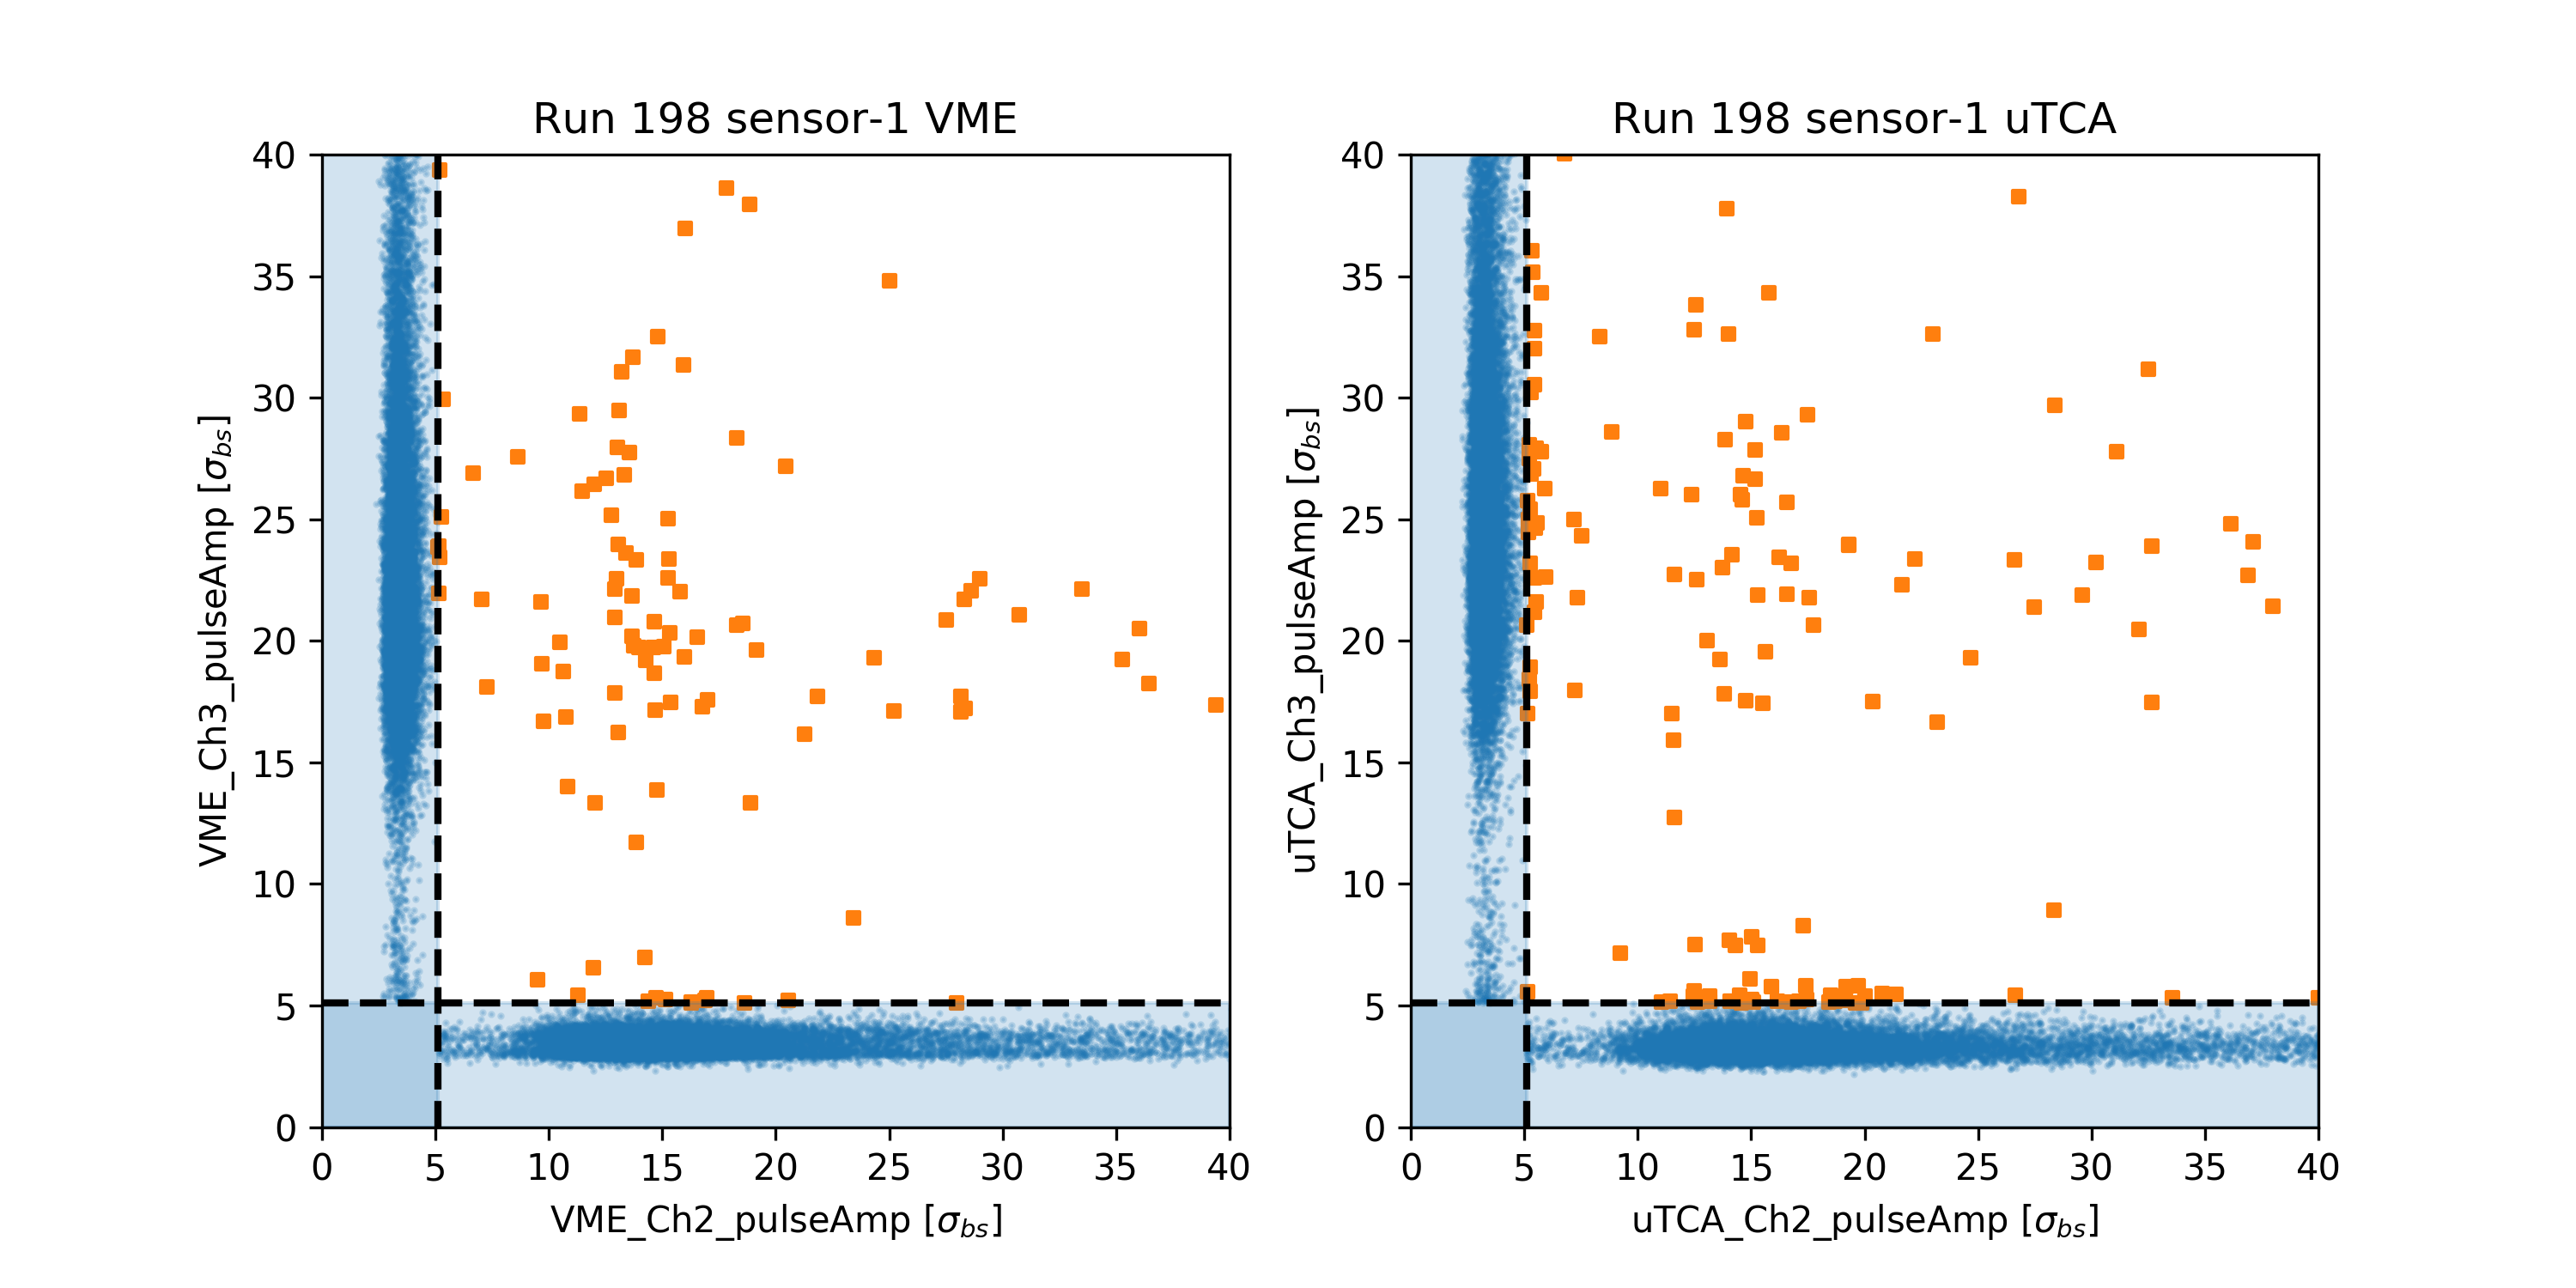 Run 198 sensor-1 VME
40
35
30
25
20
15
10
5
0
VME_Ch3_pulseAmp [σbs]
0 5 10 15 20 25 30 35 40
VME_Ch2_pulseAmp [σbs]
Run 198 sensor-1 uTCA
40
35
30
25
20
15
10
5
0
uTCA_Ch3_pulseAmp [σbs]
0 5 10 15 20 25 30 35 40
uTCA_Ch2_pulseAmp [σbs]